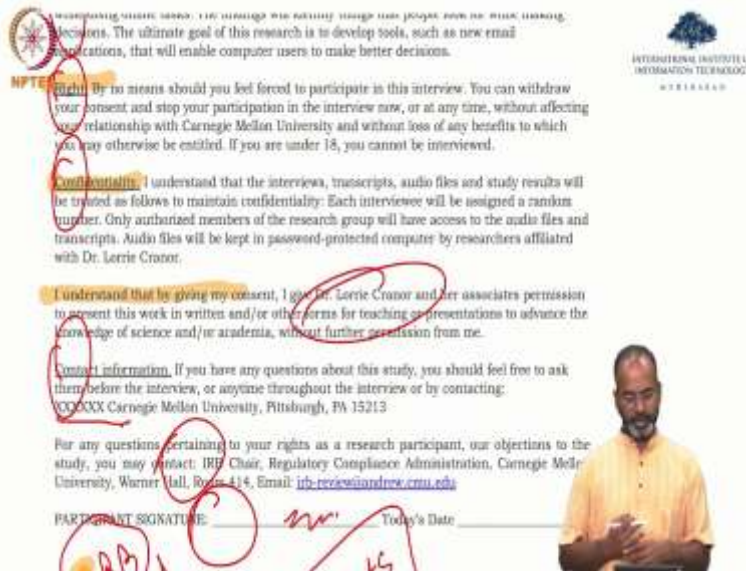 decisions. The ultimate goal of this research is to develop tools, such as new email
applications, that will enable computer users to make better decisions.
NPTEL
INTERNATIONAL INSTITUTE OF
INFORMATION TECHNOLOGY
HYDERABAD
Right. By no means should you feel forced to participate in this interview. You can withdraw
your consent and stop your participation in the interview now, or at any time, without affecting
your relationship with Carnegie Mellon University and without loss of any benefits to which
you may otherwise be entitled. If you are under 18, you cannot be interviewed.
Confidentiality. I understand that the interviews, transcripts, audio files and study results will
be treated as follows to maintain confidentiality: Each interviewee will be assigned a random
number. Only authorized members of the research group will have access to the audio files and
transcripts. Audio files will be kept in password-protected computer by researchers affiliated
with Dr. Lorrie Cranor.
I understand that by giving my consent, I give Dr. Lorrie Cranor and her associates permission
to present this work in written and/or other forms for teaching or presentations to advance the
knowledge of science and/or academia, without further permission from me.
Contact information. If you have any questions about this study, you should feel free to ask
them before the interview, or anytime throughout the interview or by contacting:
XXXXXX Carnegie Mellon University, Pittsburgh, PA 15213
For any questions pertaining to your rights as a research participant, our objections to the
study, you may contact: IRB Chair, Regulatory Compliance Administration, Carnegie Mellon
University, Warner Hall, Room 414, Email: irb-review@andrew.cmu.edu
PARTICIPANT SIGNATURE: Today's Date